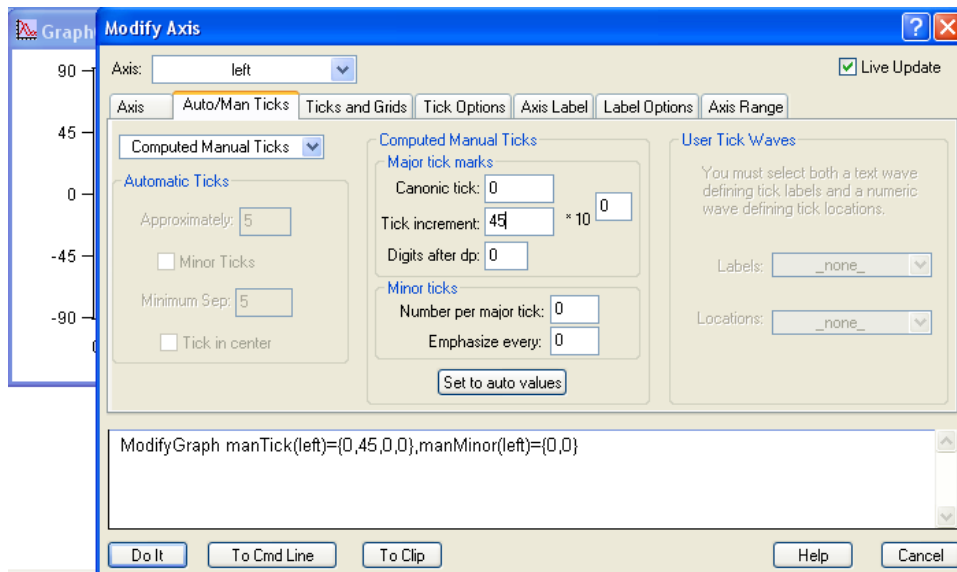 Graph
Modify Axis
90
45
0
-45
-90
Axis: left
Live Update
Axis
Auto/Man Ticks
Ticks and Grids
Tick Options
Axis Label
Label Options
Axis Range
Computed Manual Ticks
Automatic Ticks
Approximately: 5
Minor Ticks
Minimum Sep: 5
Tick in center
Computed Manual Ticks
Major tick marks
Canonic tick: 0
Tick increment: 45 * 10 0
Digits after dp: 0
Minor ticks
Number per major tick: 0
Emphasize every: 0
Set to auto values
User Tick Waves
You must select both a text wave
defining tick labels and a numeric
wave defining tick locations.
Labels: _none_
Locations: _none_
ModifyGraph manTick(left)={0,45,0,0},manMinor(left)={0,0}
Do It
To Cmd Line
To Clip
Help
Cancel